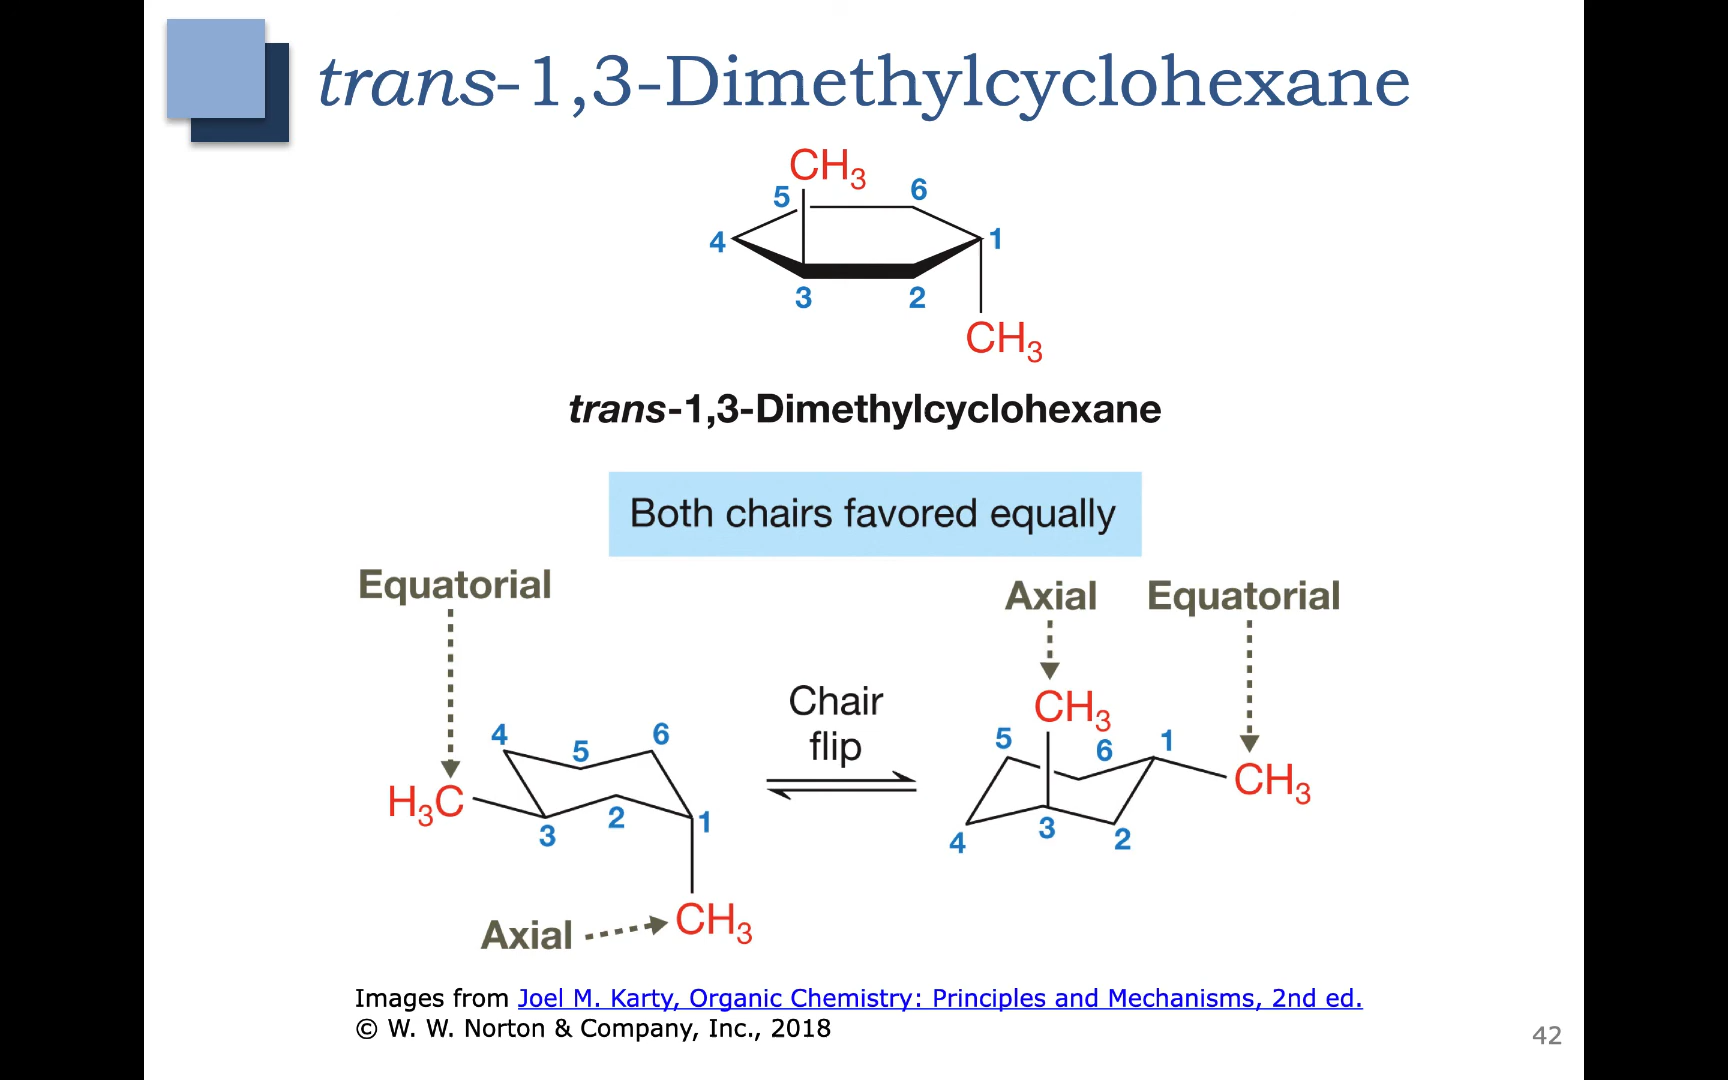 trans-1,3-Dimethylcyclohexane
CH₃
5 6
4 1
3 2
CH₃
trans-1,3-Dimethylcyclohexane
Both chairs favored equally
Equatorial
Axial Equatorial
Chair
flip
CH₃
4 5 6
5 6 1
H₃C
CH₃
3 2 1
4 3 2
CH₃
Axial
Images from Joel M. Karty, Organic Chemistry: Principles and Mechanisms, 2nd ed.
© W. W. Norton & Company, Inc., 2018
42